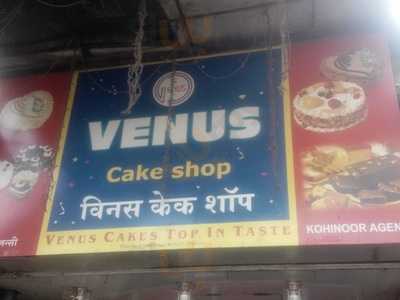 VENUS
Cake shop
विनस केक शॉप
VENUS CAKES TOP IN TASTE
KOHINOOR AGEN